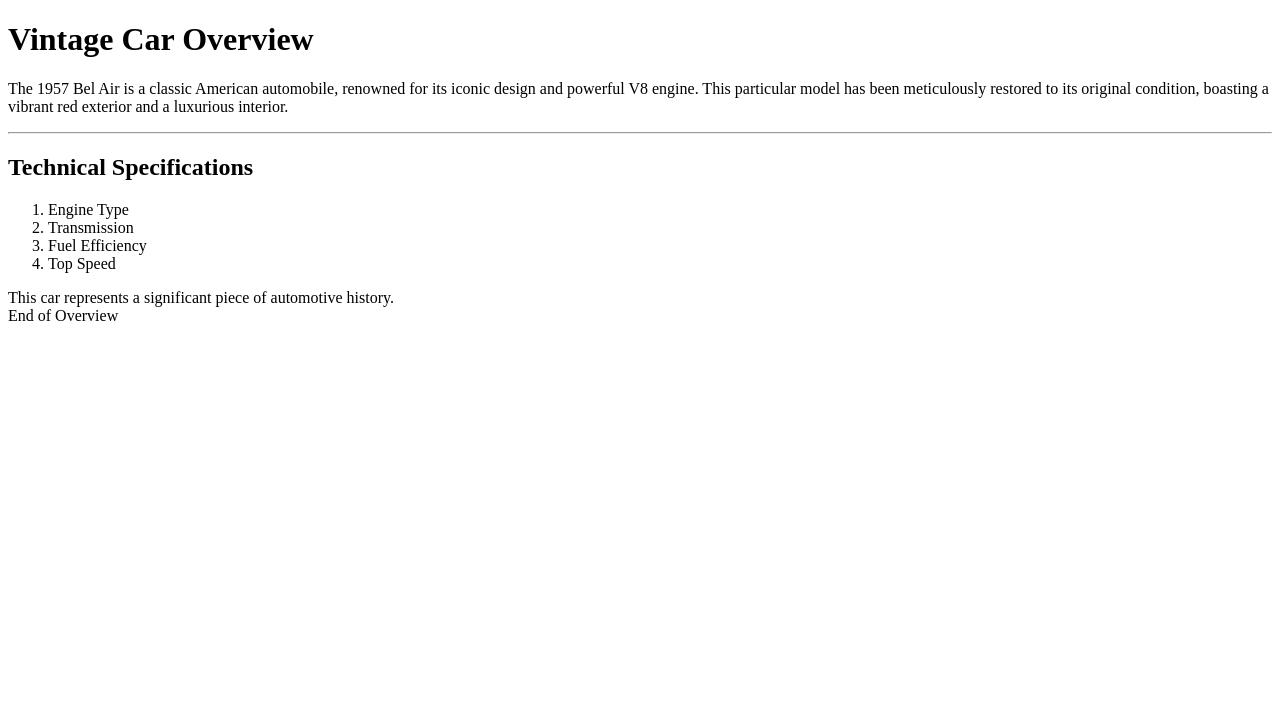 Vintage Car Overview
The 1957 Bel Air is a classic American automobile, renowned for its iconic design and powerful V8 engine. This particular model has been meticulously restored to its original condition, boasting a
vibrant red exterior and a luxurious interior.
Technical Specifications
1. Engine Type
2. Transmission
3. Fuel Efficiency
4. Top Speed
This car represents a significant piece of automotive history.
End of Overview